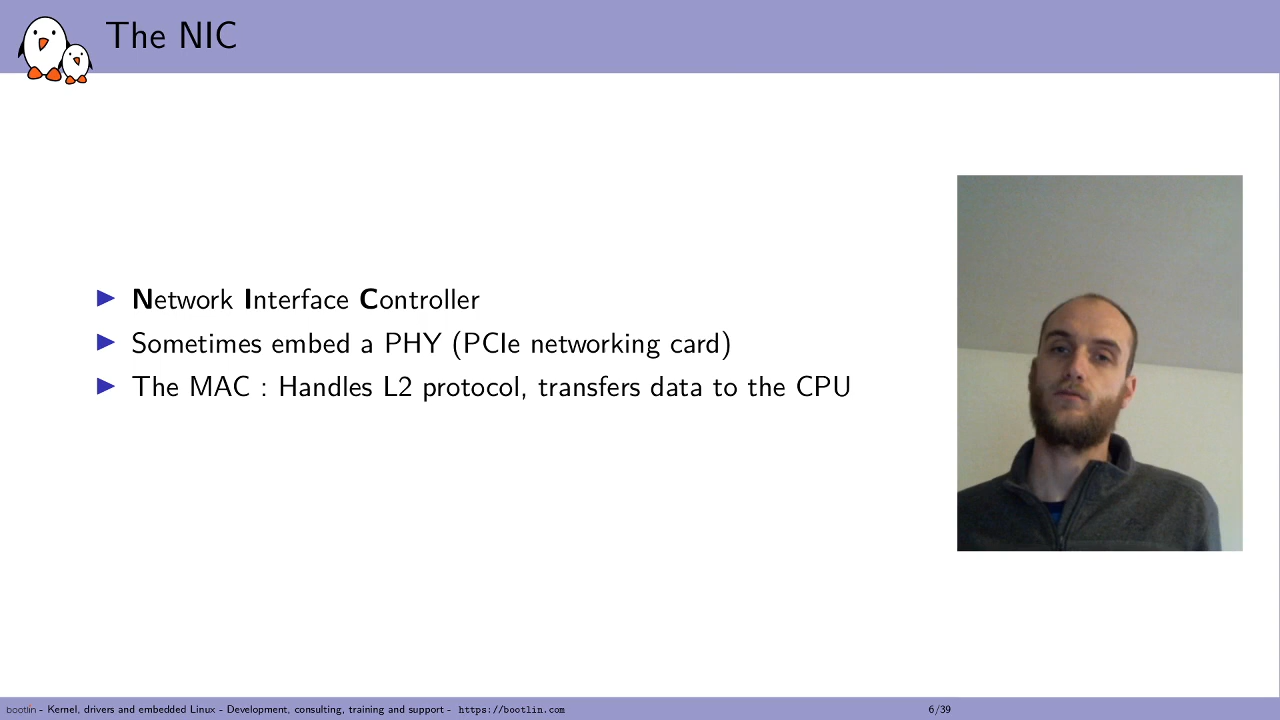 The NIC
Network Interface Controller
Sometimes embed a PHY (PCIe networking card)
The MAC : Handles L2 protocol, transfers data to the CPU
bootlin - Kernel, drivers and embedded Linux - Development, consulting, training and support - https://bootlin.com
6/39